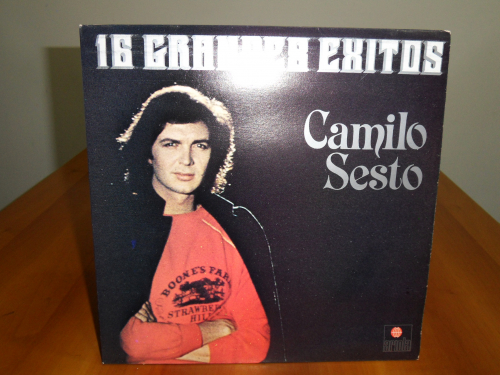 16 GRANDES EXITOS
Camilo
Sesto
BOONE'S FARM
STRAWBERRY
HILL